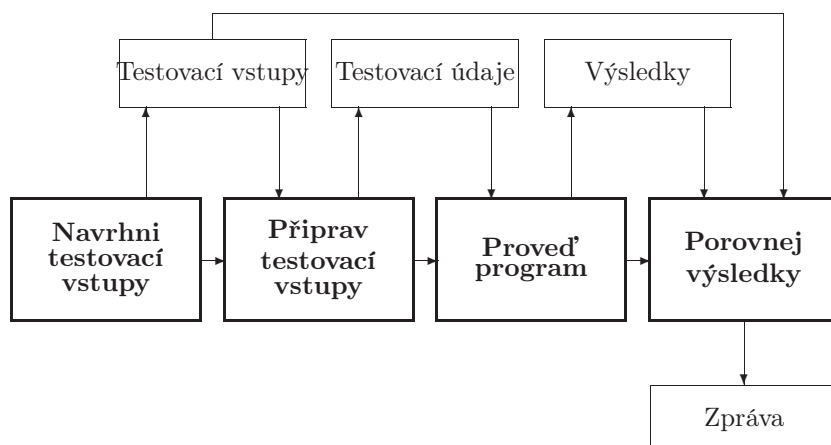 Testovací vstupy
Testovací údaje
Výsledky
Navrhni
testovací
vstupy
Připrav
testovací
vstupy
Proveď
program
Porovnej
výsledky
Zpráva